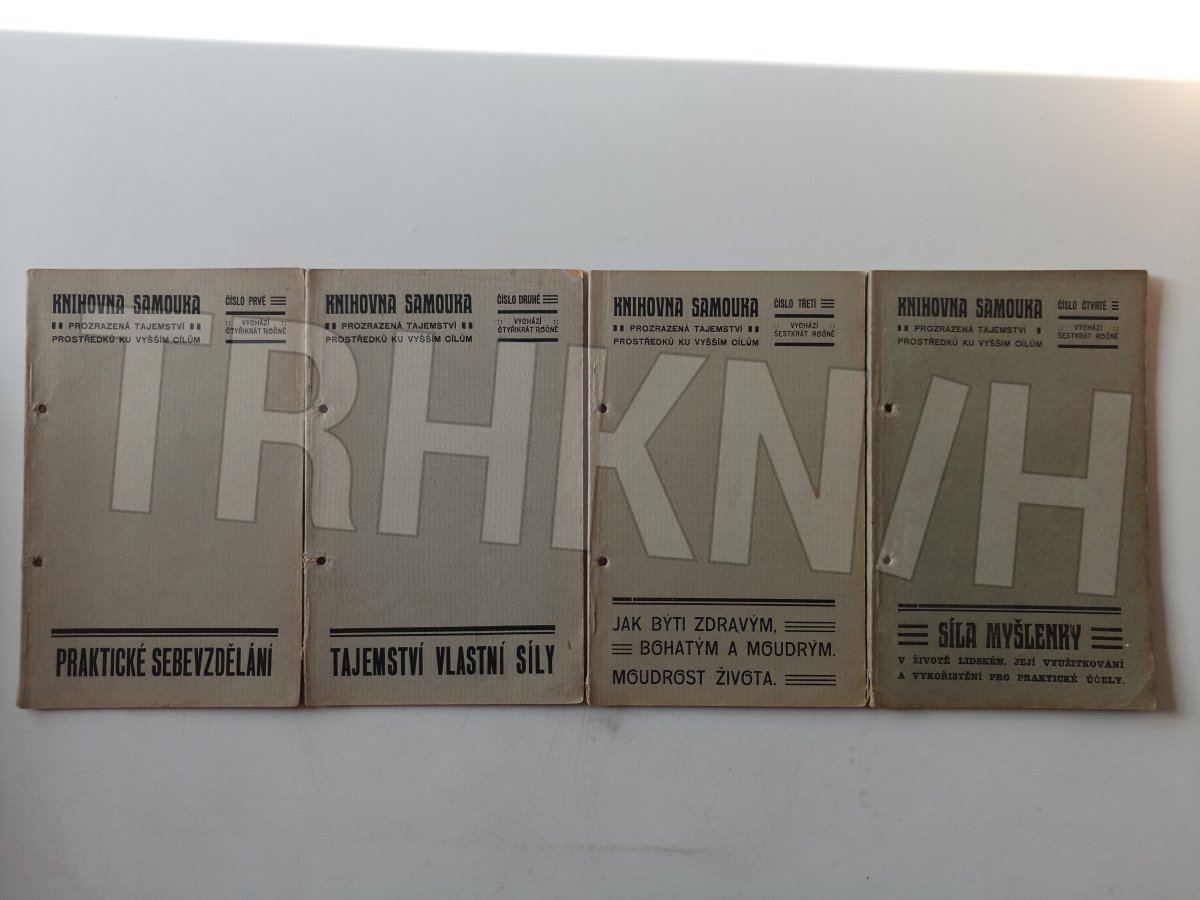 KNIHOVNA SAMOUKA
PROZRAZENÁ TAJEMSTVÍ
PROSTŘEDKŮ KU VYŠŠÍM CÍLŮM
ČÍSLO PRVÉ
VYCHÁZÍ
ČTYŘIKRÁT ROČNĚ
PRAKTICKÉ SEBEVZDĚLÁNÍ
KNIHOVNA SAMOUKA
PROZRAZENÁ TAJEMSTVÍ
PROSTŘEDKŮ KU VYŠŠÍM CÍLŮM
ČÍSLO DRUHÉ
VYCHÁZÍ
ČTYŘIKRÁT ROČNĚ
TAJEMSTVÍ VLASTNÍ SÍLY
KNIHOVNA SAMOUKA
PROZRAZENÁ TAJEMSTVÍ
PROSTŘEDKŮ KU VYŠŠÍM CÍLŮM
ČÍSLO TŘETÍ
VYCHÁZÍ
ŠESTKRÁT ROČNĚ
JAK BÝTI ZDRAVÝM,
BOHATÝM A MOUDRÝM.
MOUDROST ŽIVOTA.
KNIHOVNA SAMOUKA
PROZRAZENÁ TAJEMSTVÍ
PROSTŘEDKŮ KU VYŠŠÍM CÍLŮM
ČÍSLO ČTVRTÉ
VYCHÁZÍ
ŠESTKRÁT ROČNĚ
SÍLA MYŠLENKY
V ŽIVOTĚ LIDSKÉM, JEJÍ VYUŽITKOVÁNÍ
A VYKOŘISTĚNÍ PRO PRAKTICKÉ ÚČELY.
TRHKNIH